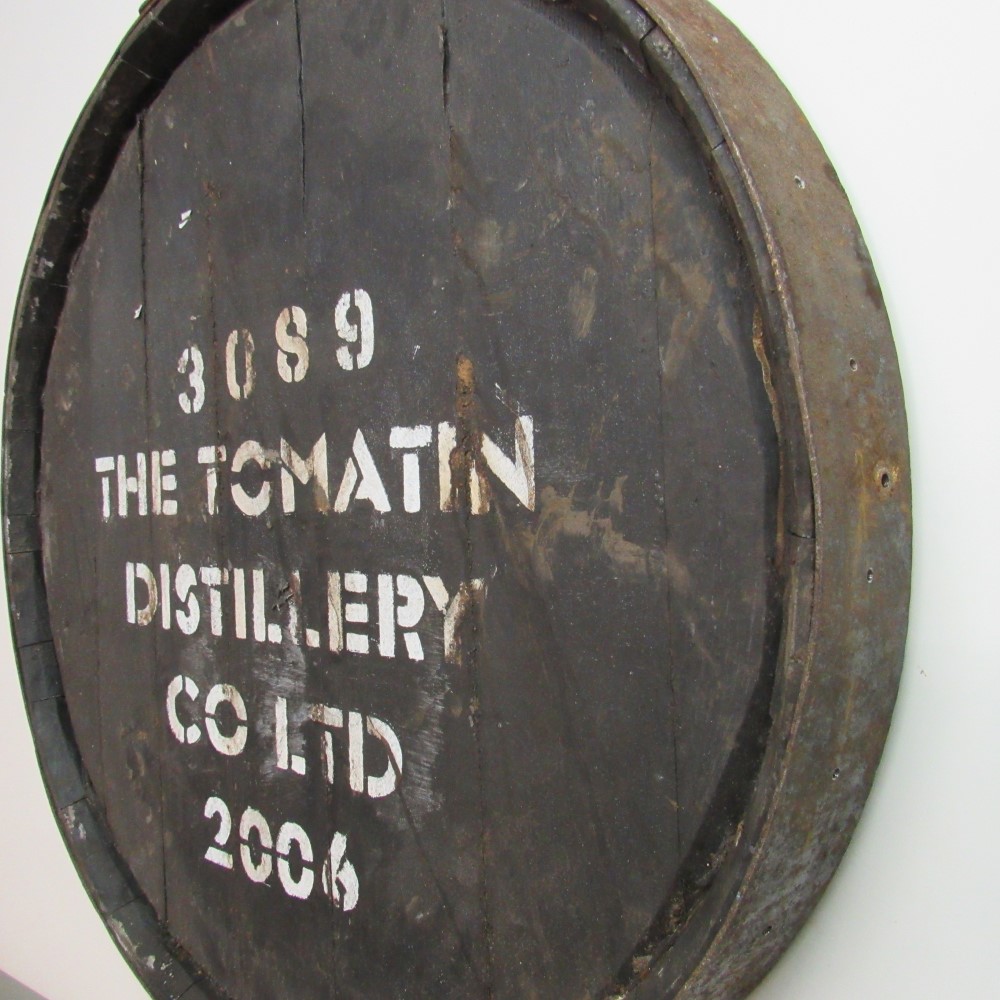 3089
THE TOMATIN
DISTILLERY
CO LTD
2006